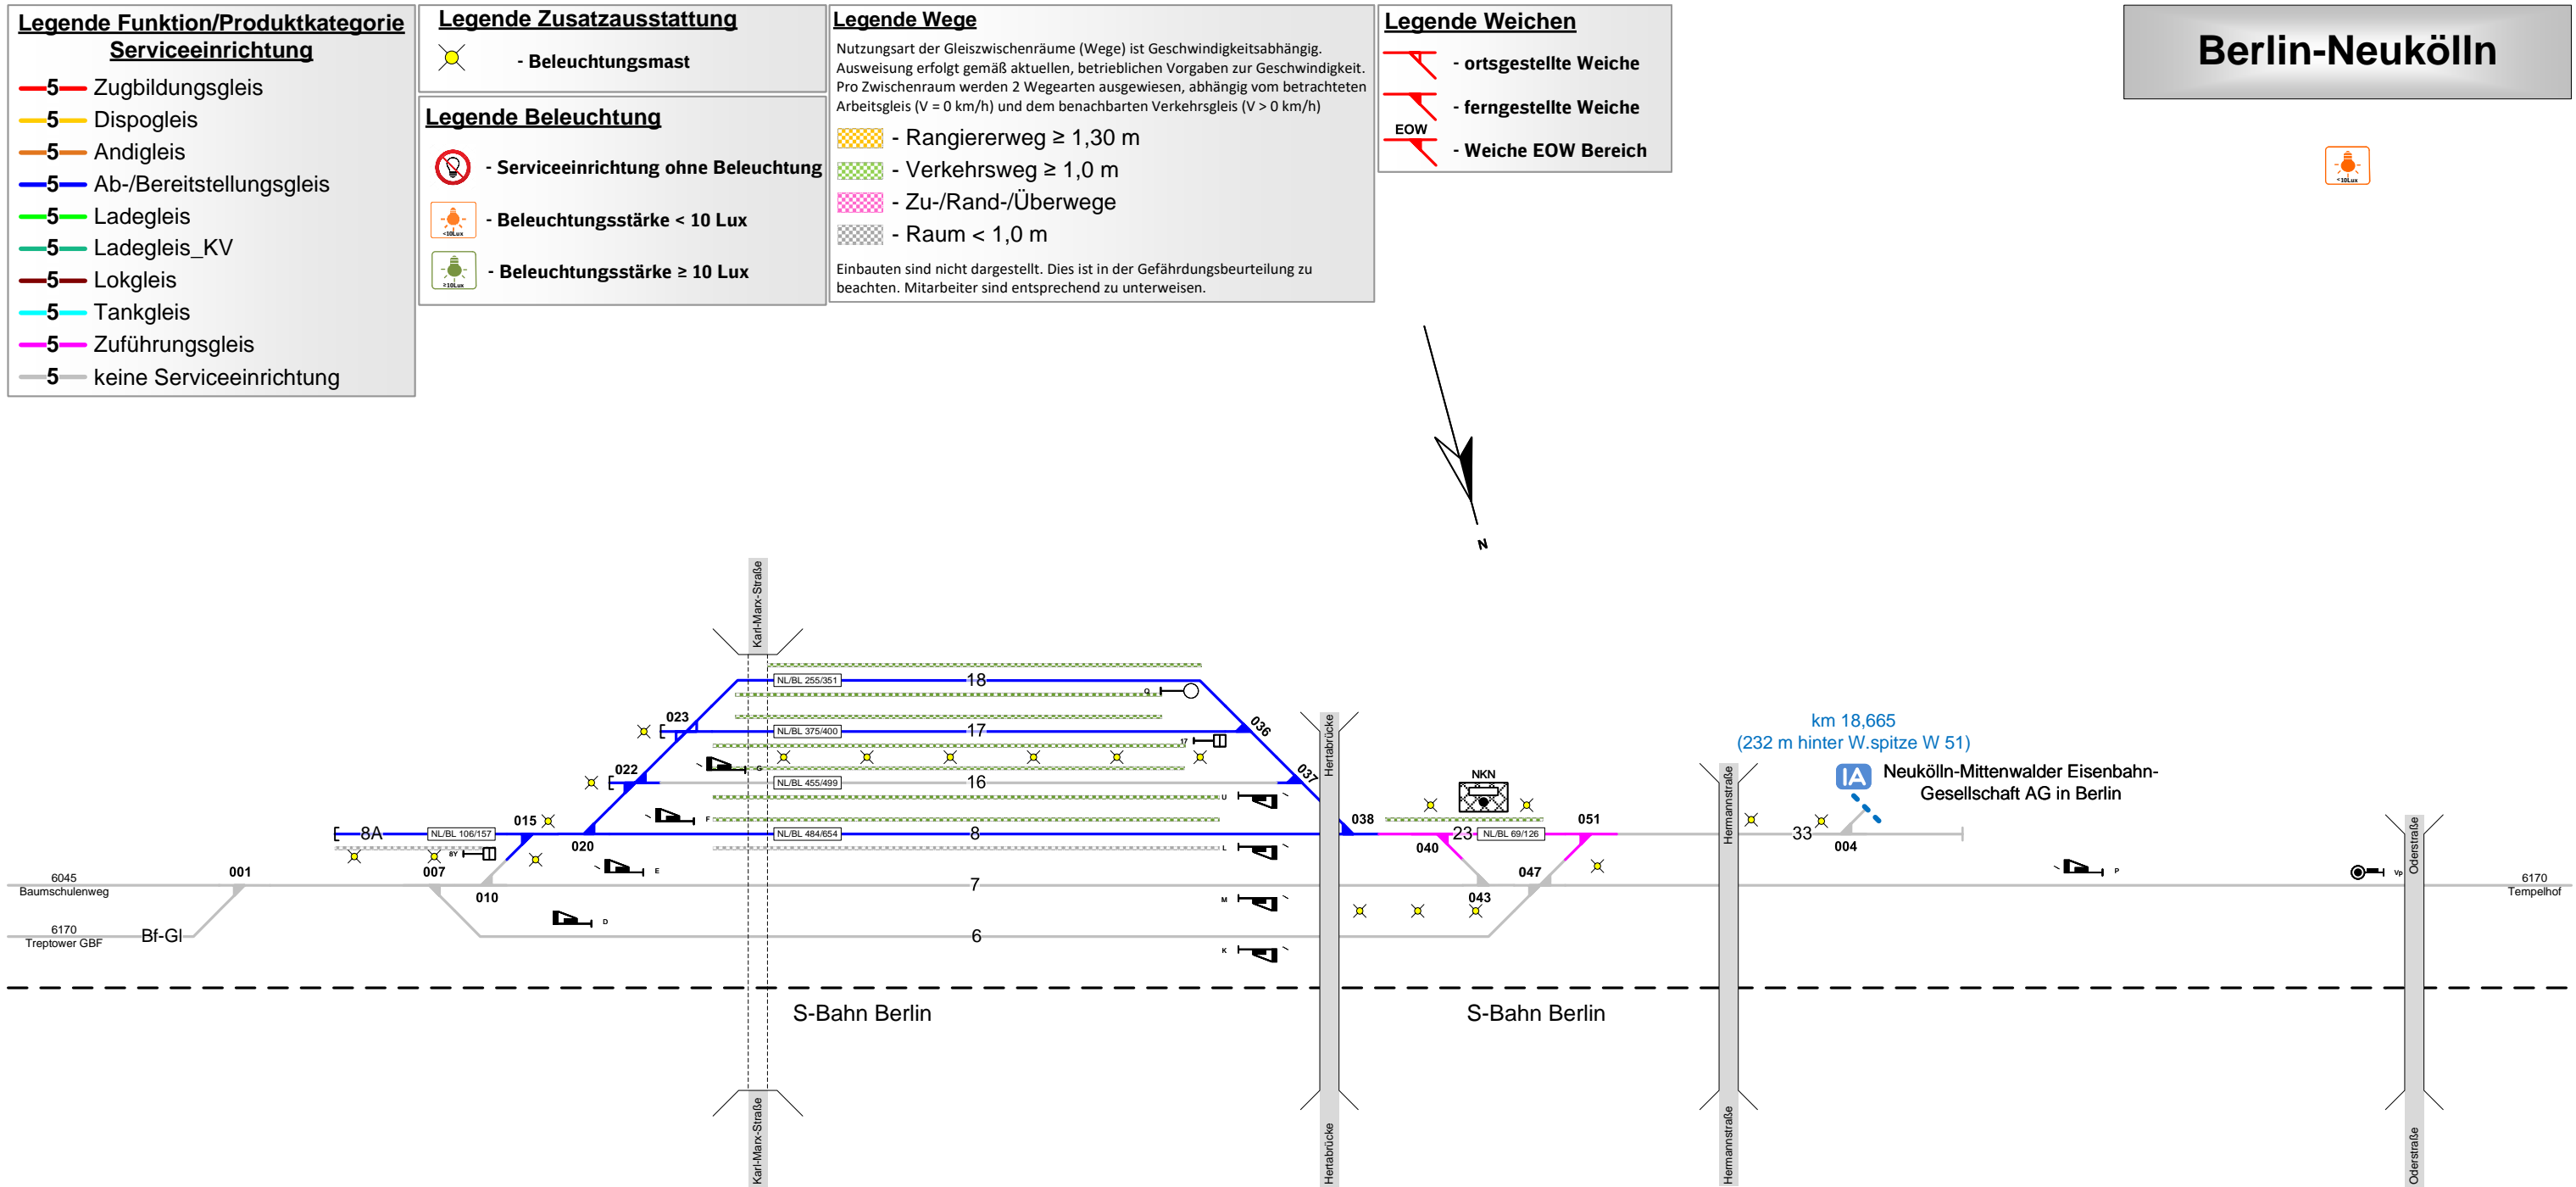 Legende Funktion/Produktkategorie
Serviceeinrichtung
5 Zugbildungsgleis
5 Dispogleis
5 Andigleis
5 Ab-/Bereitstellungsgleis
5 Ladegleis
5 Ladegleis_KV
5 Lokgleis
5 Tankgleis
5 Zuführungsgleis
5 keine Serviceeinrichtung
Legende Zusatzausstattung
- Beleuchtungsmast
Legende Beleuchtung
- Serviceeinrichtung ohne Beleuchtung
<10Lux
- Beleuchtungsstärke < 10 Lux
≥10Lux
- Beleuchtungsstärke ≥ 10 Lux
Legende Wege
Nutzungsart der Gleiszwischenräume (Wege) ist Geschwindigkeitsabhängig.
Ausweisung erfolgt gemäß aktuellen, betrieblichen Vorgaben zur Geschwindigkeit.
Pro Zwischenraum werden 2 Wegearten ausgewiesen, abhängig vom betrachteten
Arbeitsgleis (V = 0 km/h) und dem benachbarten Verkehrsgleis (V > 0 km/h)
- Rangiererweg ≥ 1,30 m
- Verkehrsweg ≥ 1,0 m
- Zu-/Rand-/Überwege
- Raum < 1,0 m
Einbauten sind nicht dargestellt. Dies ist in der Gefährdungsbeurteilung zu
beachten. Mitarbeiter sind entsprechend zu unterweisen.
Legende Weichen
- ortsgestellte Weiche
- ferngestellte Weiche
EOW
- Weiche EOW Bereich
Berlin-Neukölln
<10Lux
N
Karl-Marx-Straße
NL/BL 255/351
18
Q
023
NL/BL 375/400
17
17
036
Hertabrücke
km 18,665
(232 m hinter W.spitze W 51)
022
G
NL/BL 455/499
16
037
NKN
Hermannstraße
IA
Neukölln-Mittenwalder Eisenbahn-
Gesellschaft AG in Berlin
U
8A
NL/BL 106/157
015
F
NL/BL 484/654
8
038
23
NL/BL 69/126
051
33
020
8Y
L
040
004
Oderstraße
6045
Baumschulenweg
001
007
E
7
047
P
Vp
6170
Tempelhof
010
M
043
6170
Treptower GBF
Bf-Gl
D
6
K
S-Bahn Berlin
S-Bahn Berlin
Karl-Marx-Straße
Hertabrücke
Hermannstraße
Oderstraße